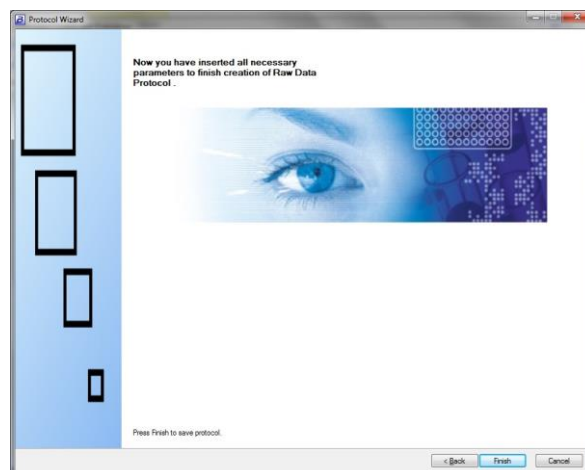 Protocol Wizard
Now you have inserted all necessary
parameters to finish creation of Raw Data
Protocol .
Press Finish to save protocol.
< Back
Finish
Cancel